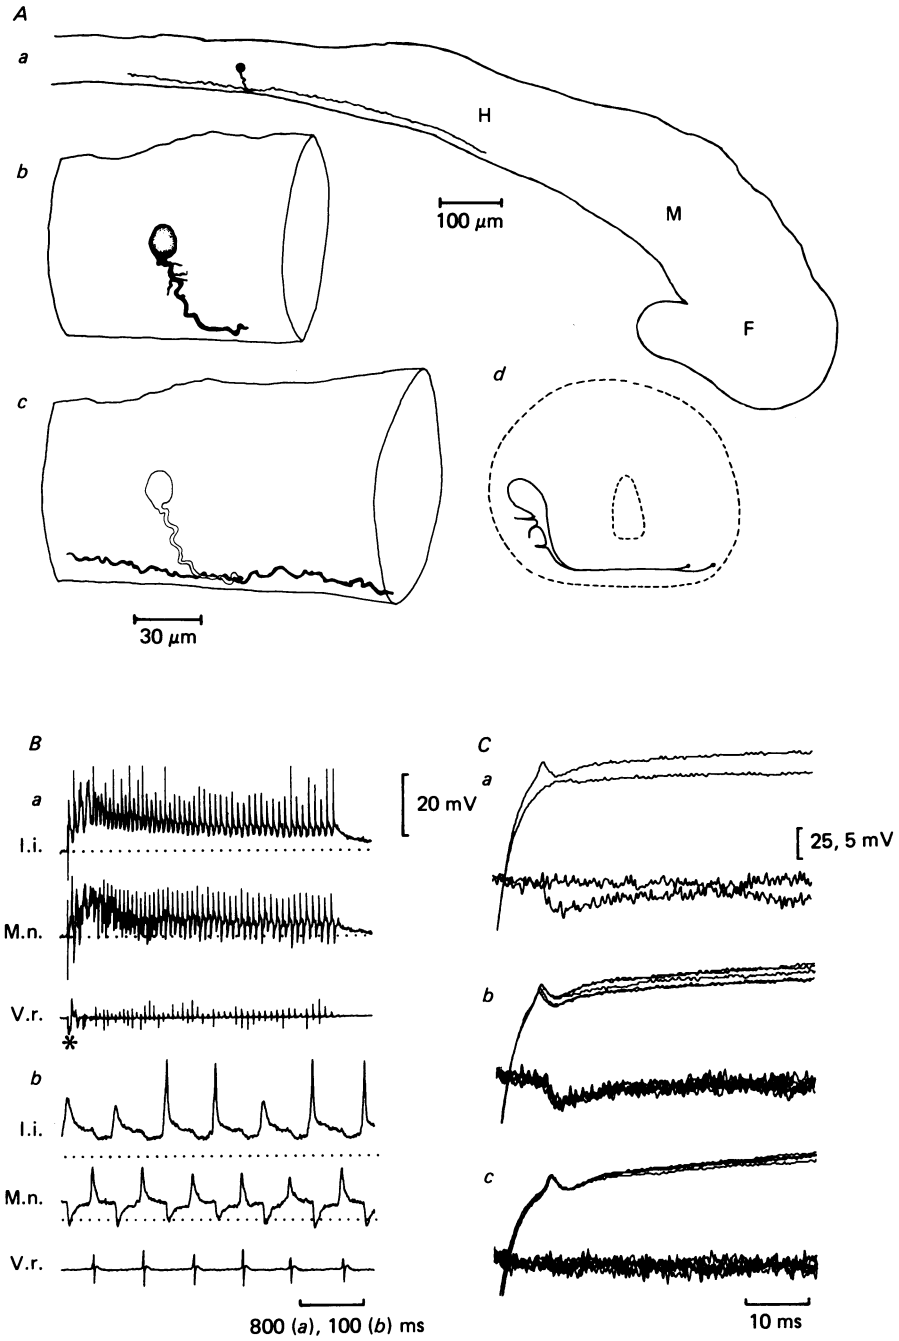 A
a
H
b
100 μm
M
F
c
d
30 μm
B
C
a
20 mV
a
I.i.
25, 5 mV
M.n.
V.r.
*
b
b
I.i.
M.n.
c
V.r.
800 (a), 100 (b) ms
10 ms